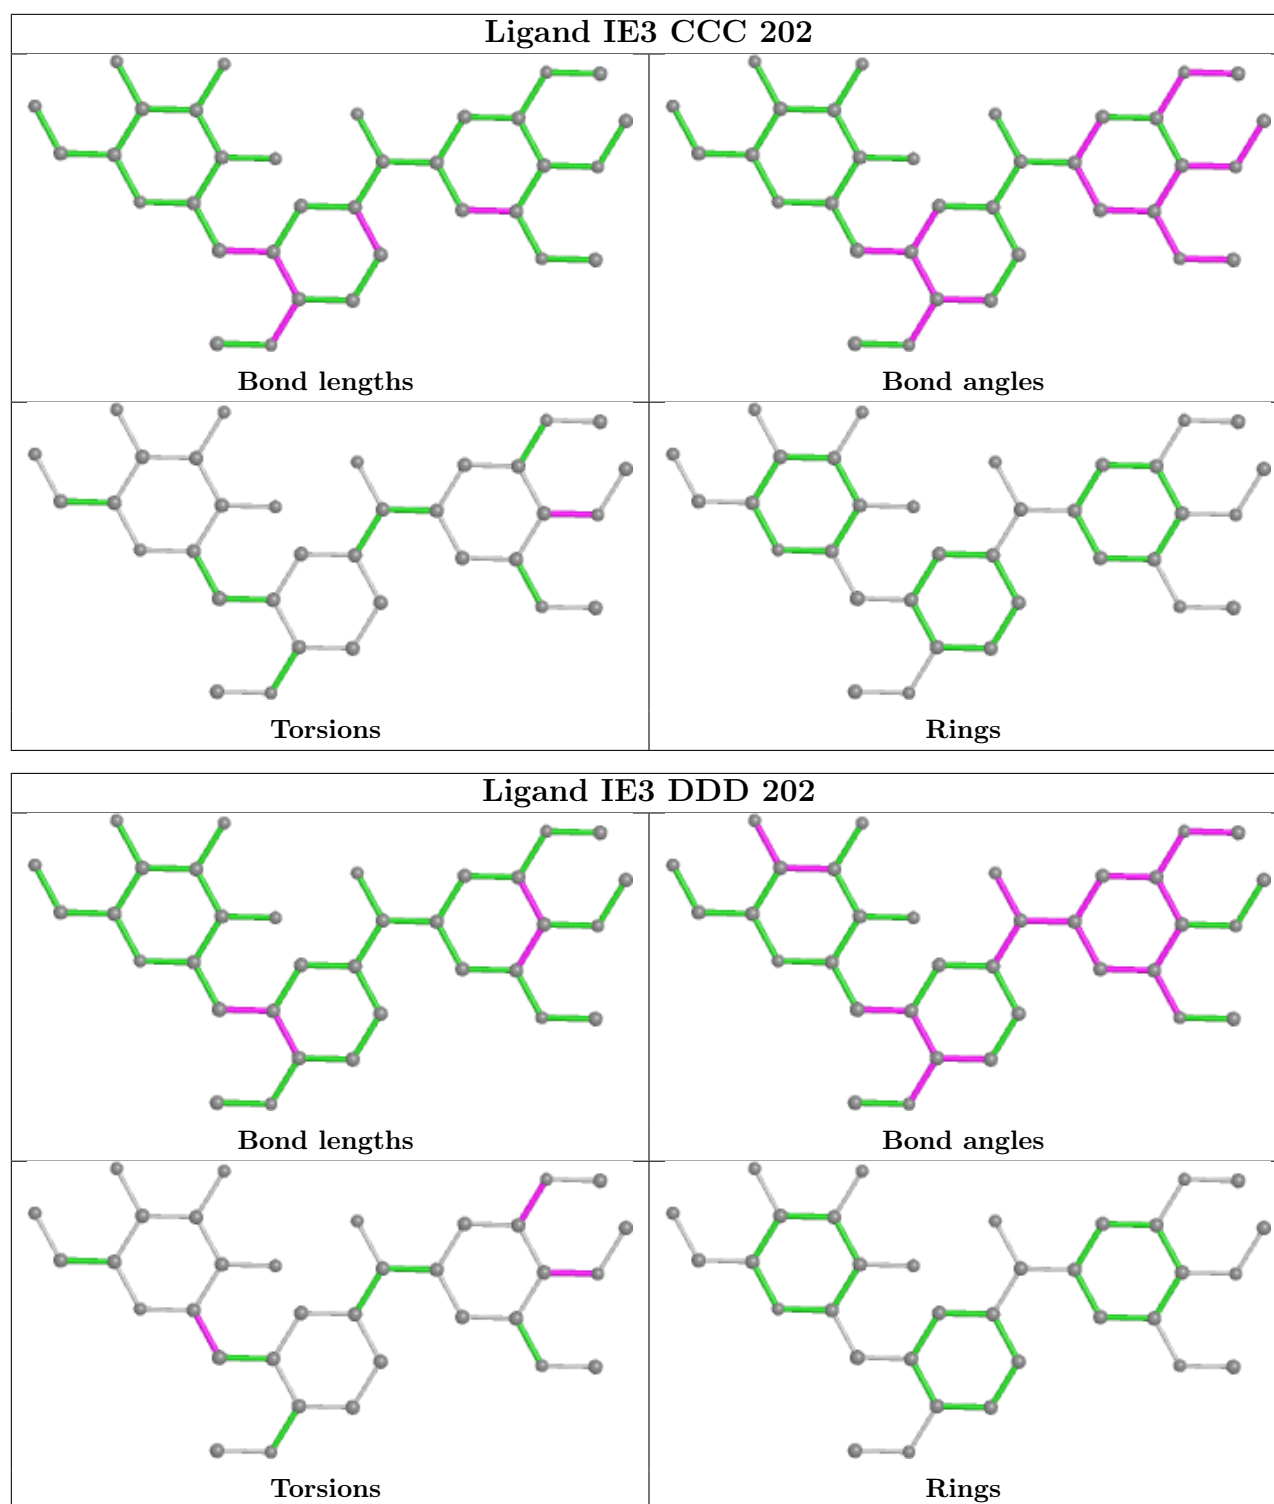 Ligand IE3 CCC 202
Bond lengths
Bond angles
Torsions
Rings
Ligand IE3 DDD 202
Bond lengths
Bond angles
Torsions
Rings